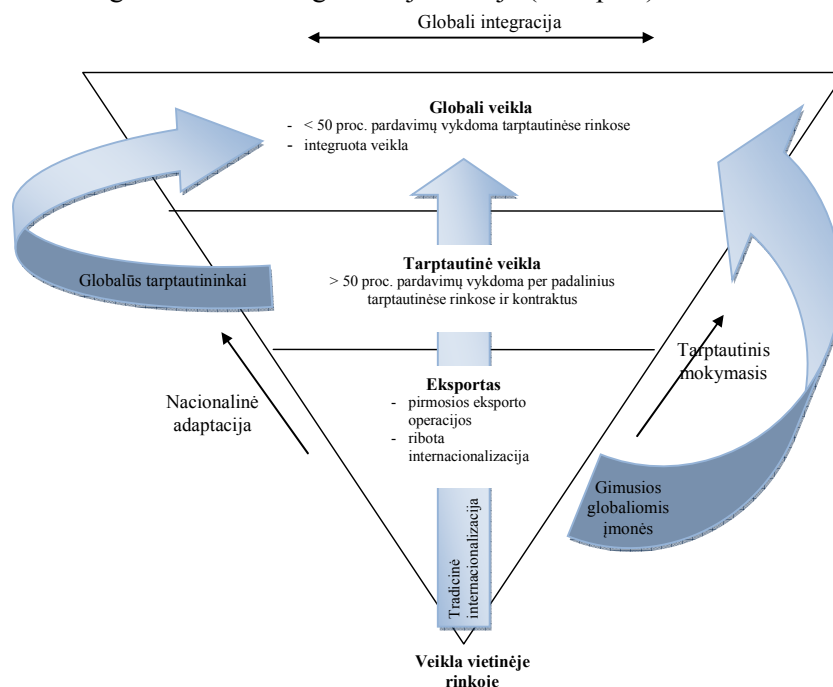 Globali integracija
Globali veikla
- < 50 proc. pardavimų vykdoma tarptautinėse rinkose
- integruota veikla
Globalūs tarptautininkai
Tarptautinė veikla
> 50 proc. pardavimų vykdoma per padalinius
tarptautinėse rinkose ir kontraktus
Tarptautinis
mokymasis
Nacionalinė
adaptacija
Eksportas
- pirmosios eksporto
operacijos
- ribota
internacionalizacija
Gimusios
globaliomis
įmonės
Tradicinė
internacionalizacija
Veikla vietinėje
rinkoje